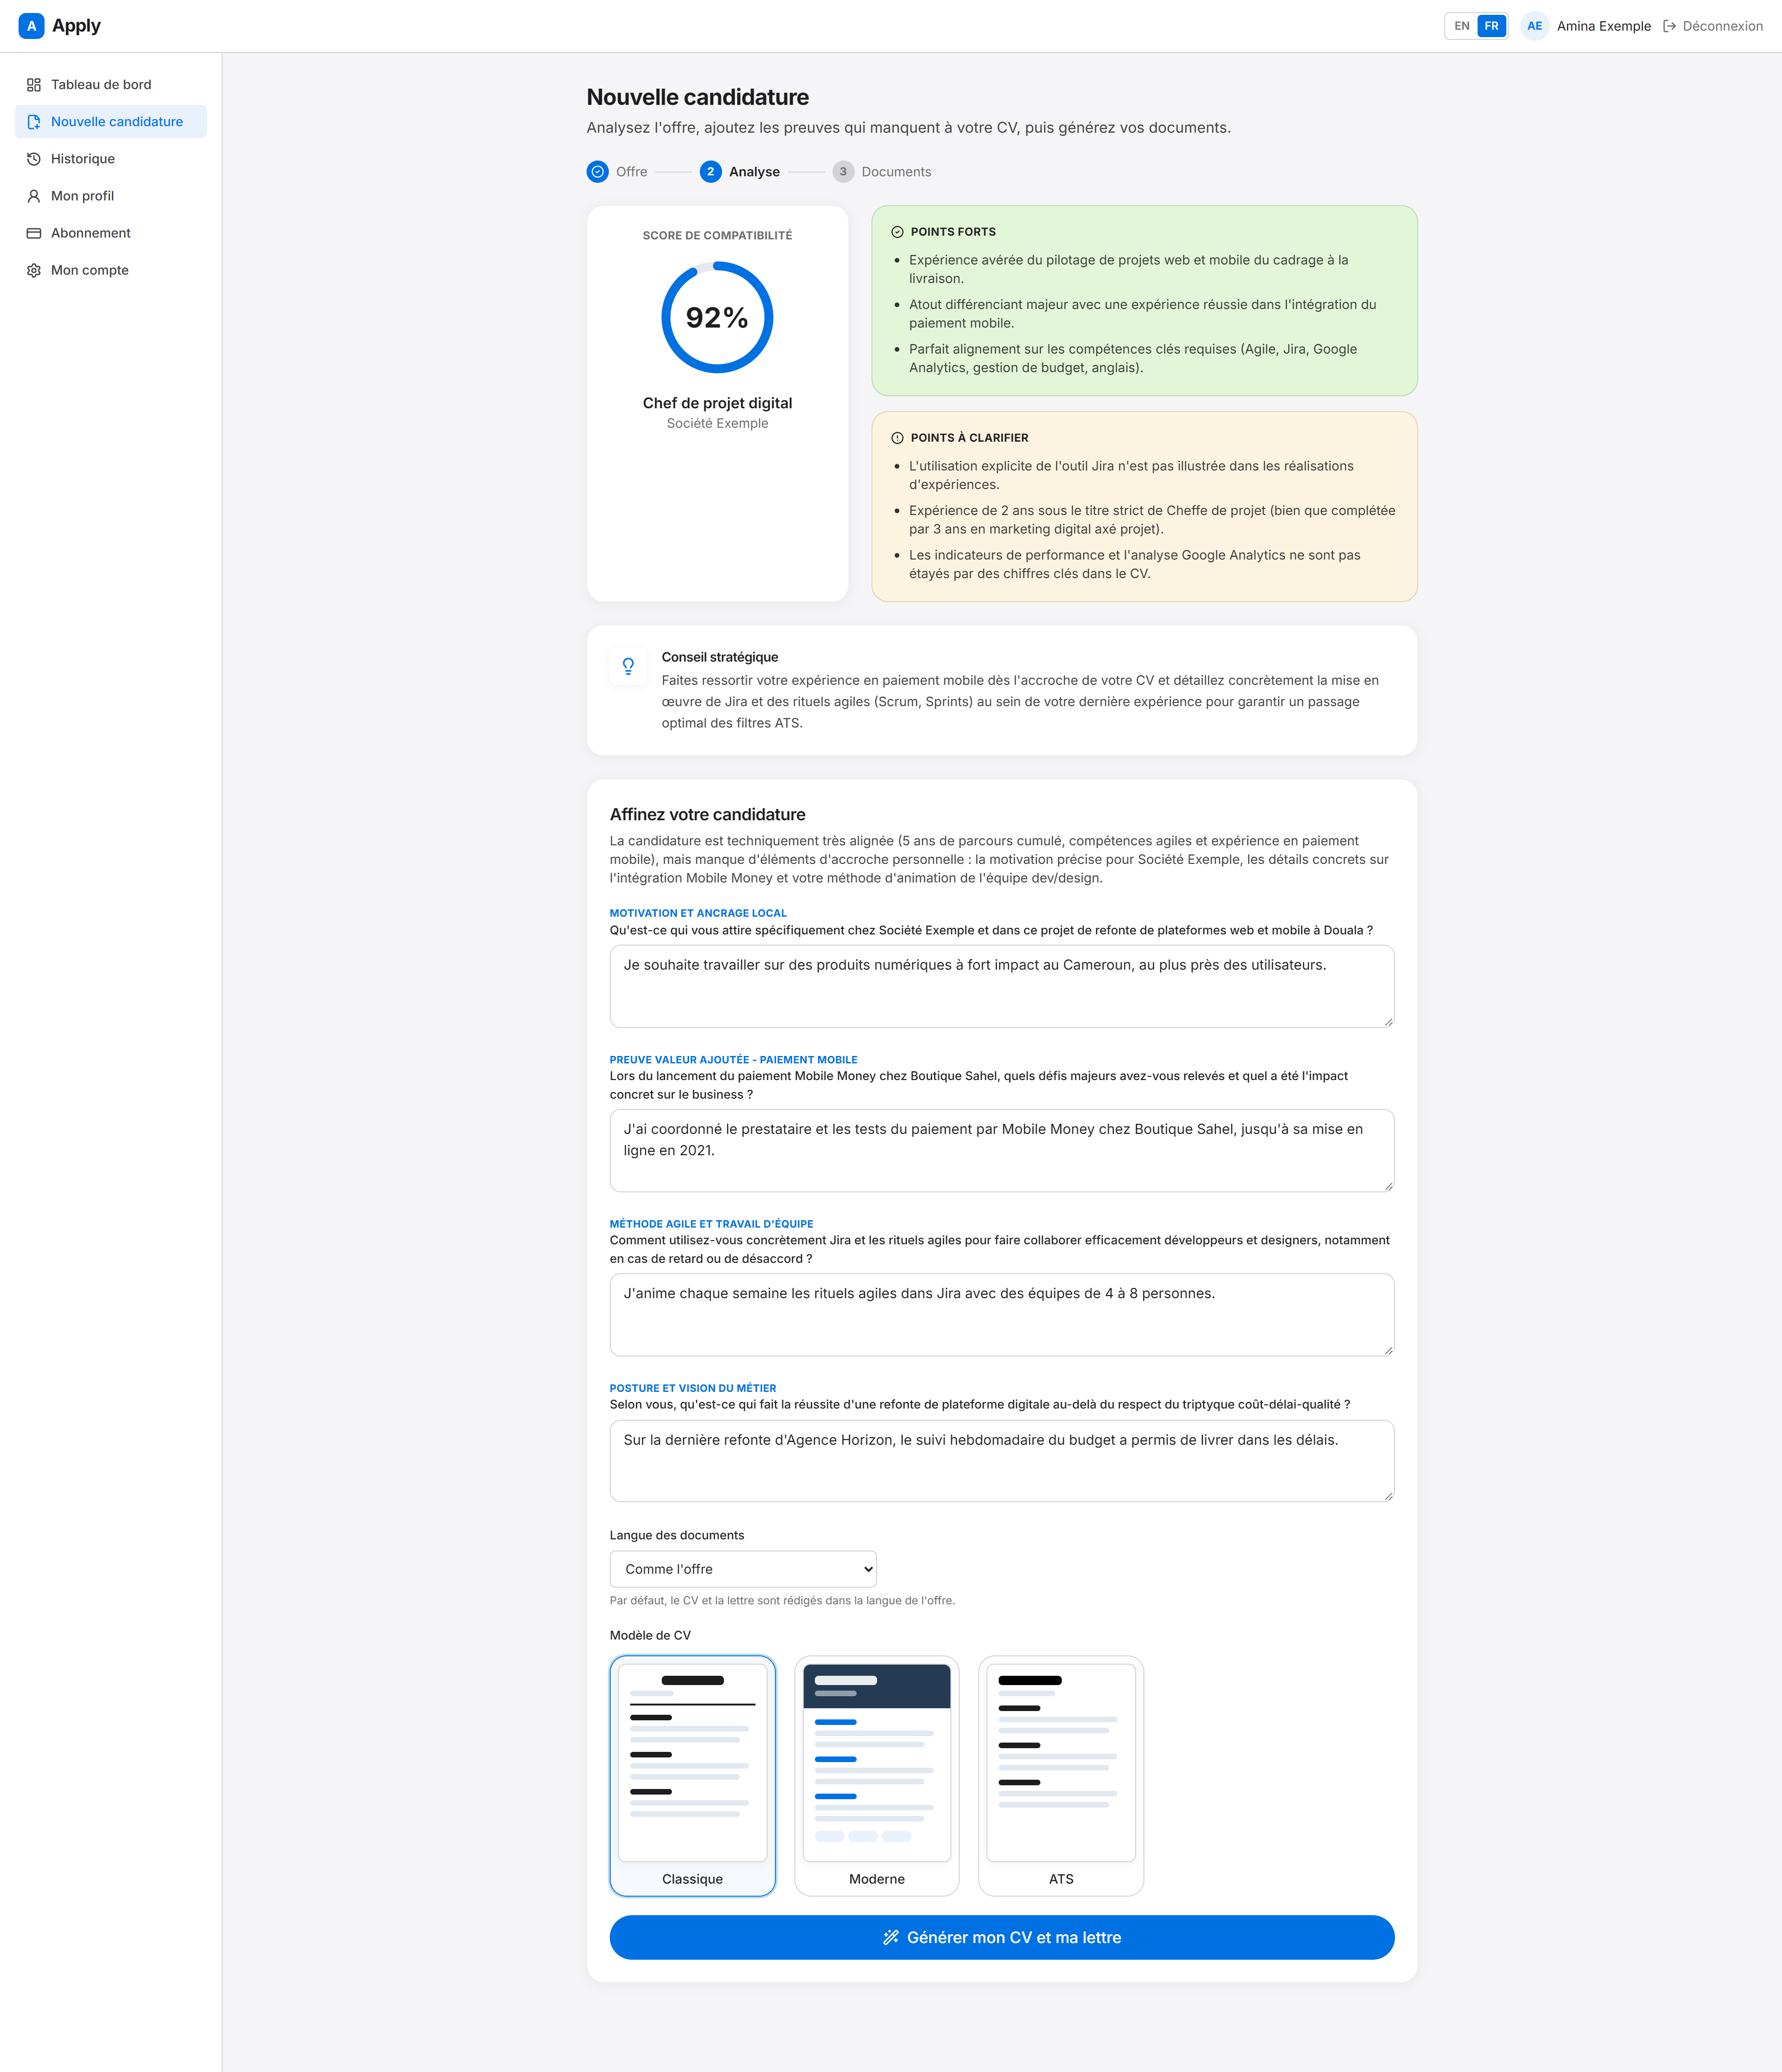 A Apply
EN FR AE Amina Exemple Déconnexion
Tableau de bord
Nouvelle candidature
Historique
Mon profil
Abonnement
Mon compte
Nouvelle candidature
Analysez l'offre, ajoutez les preuves qui manquent à votre CV, puis générez vos documents.
Offre 2 Analyse 3 Documents
SCORE DE COMPATIBILITÉ
92%
Chef de projet digital
Société Exemple
POINTS FORTS
Expérience avérée du pilotage de projets web et mobile du cadrage à la
livraison.
Atout différenciant majeur avec une expérience réussie dans l'intégration du
paiement mobile.
Parfait alignement sur les compétences clés requises (Agile, Jira, Google
Analytics, gestion de budget, anglais).
POINTS À CLARIFIER
L'utilisation explicite de l'outil Jira n'est pas illustrée dans les réalisations
d'expériences.
Expérience de 2 ans sous le titre strict de Cheffe de projet (bien que complétée
par 3 ans en marketing digital axé projet).
Les indicateurs de performance et l'analyse Google Analytics ne sont pas
étayés par des chiffres clés dans le CV.
Conseil stratégique
Faites ressortir votre expérience en paiement mobile dès l'accroche de votre CV et détaillez concrètement la mise en
œuvre de Jira et des rituels agiles (Scrum, Sprints) au sein de votre dernière expérience pour garantir un passage
optimal des filtres ATS.
Affinez votre candidature
La candidature est techniquement très alignée (5 ans de parcours cumulé, compétences agiles et expérience en paiement
mobile), mais manque d'éléments d'accroche personnelle : la motivation précise pour Société Exemple, les détails concrets sur
l'intégration Mobile Money et votre méthode d'animation de l'équipe dev/design.
MOTIVATION ET ANCRAGE LOCAL
Qu'est-ce qui vous attire spécifiquement chez Société Exemple et dans ce projet de refonte de plateformes web et mobile à Douala ?
Je souhaite travailler sur des produits numériques à fort impact au Cameroun, au plus près des utilisateurs.
PREUVE VALEUR AJOUTÉE - PAIEMENT MOBILE
Lors du lancement du paiement Mobile Money chez Boutique Sahel, quels défis majeurs avez-vous relevés et quel a été l'impact
concret sur le business ?
J'ai coordonné le prestataire et les tests du paiement par Mobile Money chez Boutique Sahel, jusqu'à sa mise en
ligne en 2021.
MÉTHODE AGILE ET TRAVAIL D'ÉQUIPE
Comment utilisez-vous concrètement Jira et les rituels agiles pour faire collaborer efficacement développeurs et designers, notamment
en cas de retard ou de désaccord ?
J'anime chaque semaine les rituels agiles dans Jira avec des équipes de 4 à 8 personnes.
POSTURE ET VISION DU MÉTIER
Selon vous, qu'est-ce qui fait la réussite d'une refonte de plateforme digitale au-delà du respect du triptyque coût-délai-qualité ?
Sur la dernière refonte d'Agence Horizon, le suivi hebdomadaire du budget a permis de livrer dans les délais.
Langue des documents
Comme l'offre
Par défaut, le CV et la lettre sont rédigés dans la langue de l'offre.
Modèle de CV
Classique Moderne ATS
Générer mon CV et ma lettre